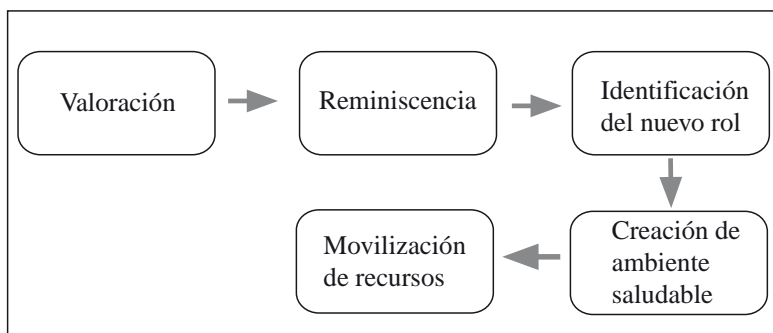 Valoración
Reminiscencia
Identificación
del nuevo rol
Creación de
ambiente
saludable
Movilización
de recursos